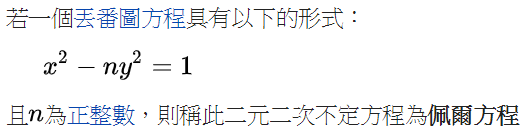 若一個丟番圖方程具有以下的形式：
x² − ny² = 1
且n為正整數，則稱此二元二次不定方程為佩爾方程